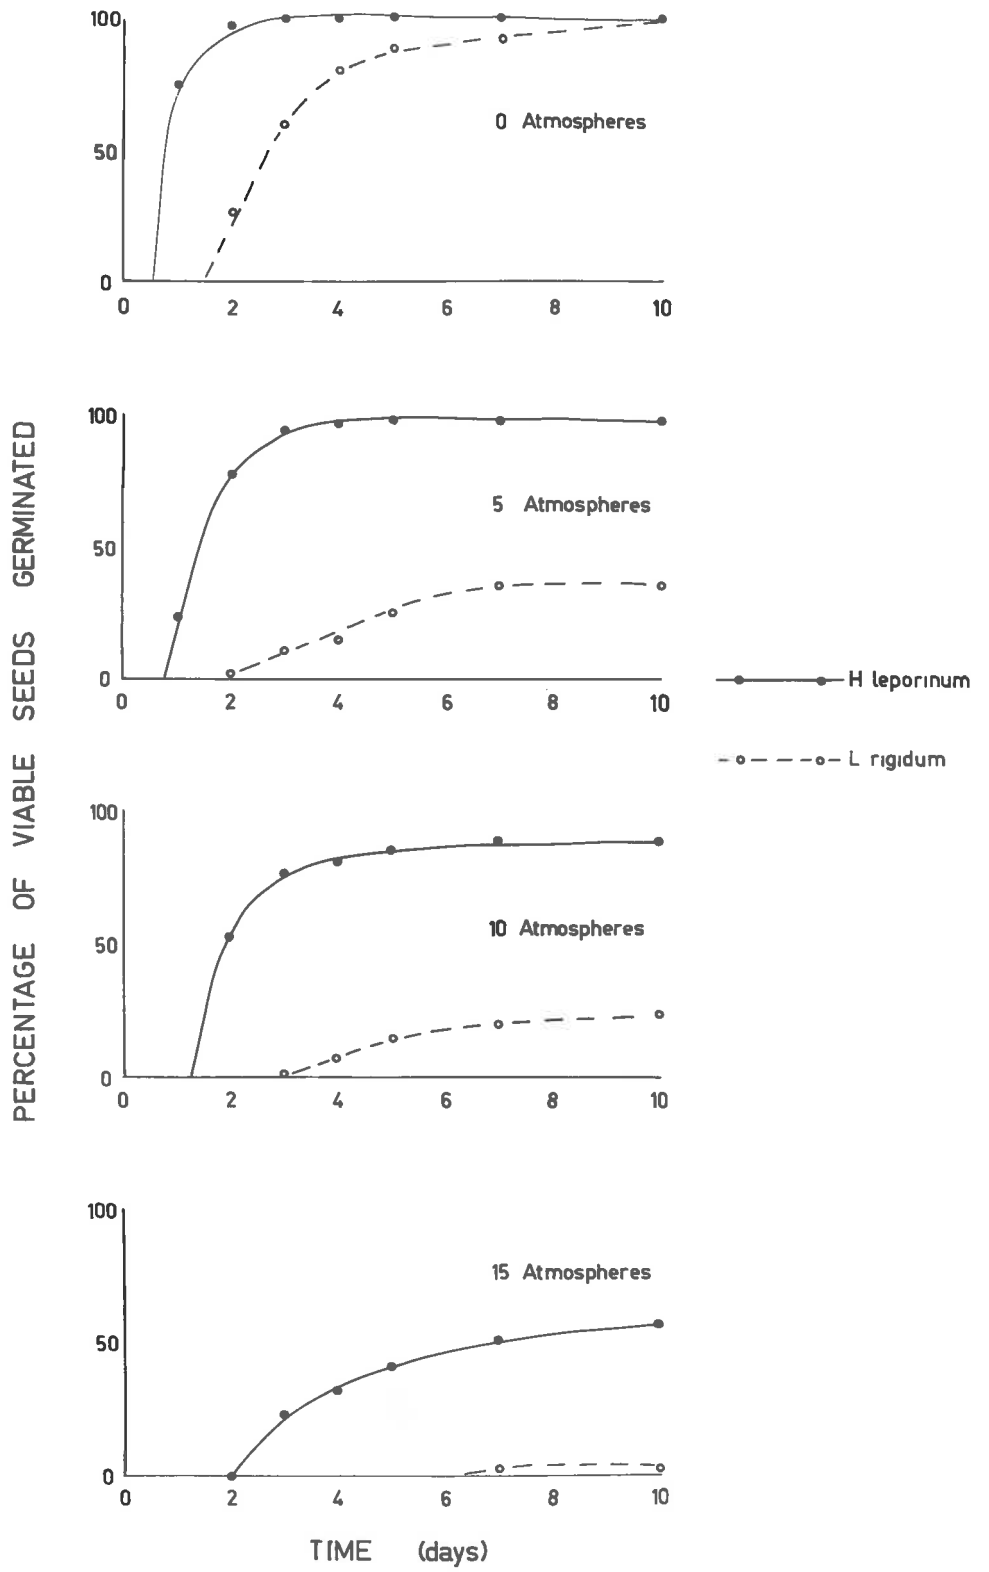 100
50
0
0 Atmospheres
0 2 4 6 8 10
100
50
0
5 Atmospheres
0 2 4 6 8 10
PERCENTAGE OF VIABLE SEEDS GERMINATED
H leporinum
L rigidum
100
50
0
10 Atmospheres
0 2 4 6 8 10
100
50
0
15 Atmospheres
0 2 4 6 8 10
TIME (days)